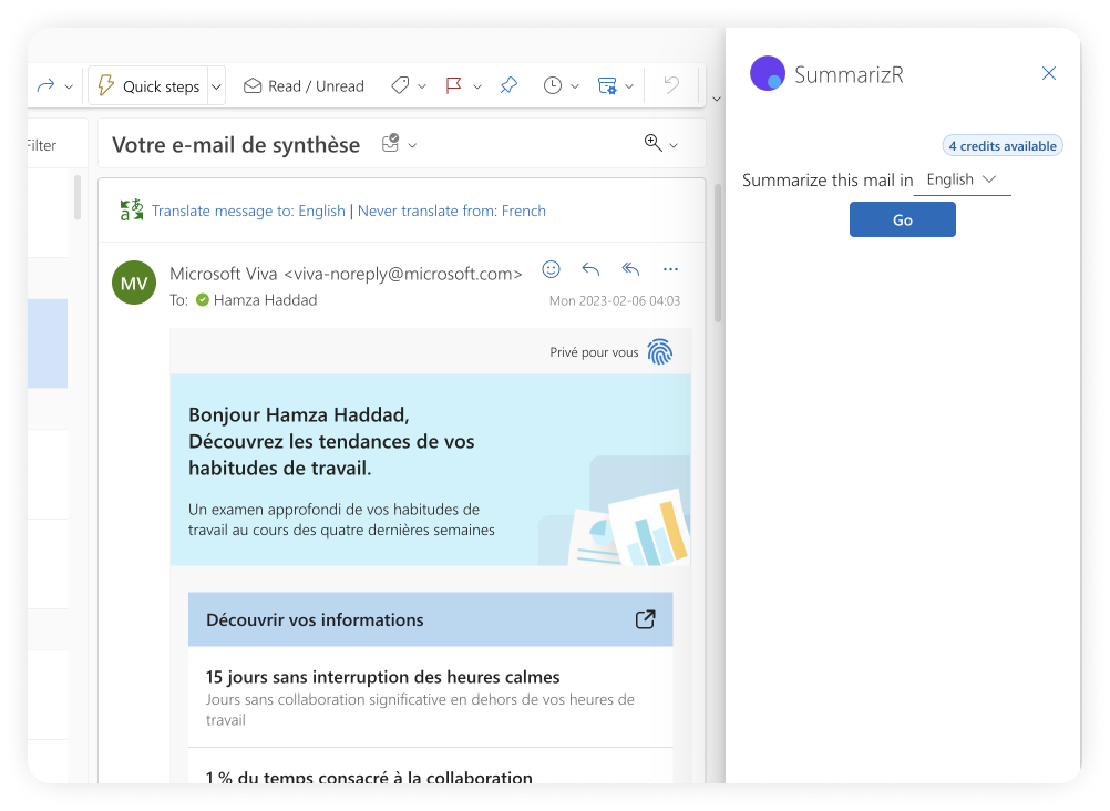 Quick steps
Read / Unread
Filter
Votre e-mail de synthèse
Translate message to: English | Never translate from: French
MV
Microsoft Viva <viva-noreply@microsoft.com>
To: Hamza Haddad
Mon 2023-02-06 04:03
Privé pour vous
Bonjour Hamza Haddad,
Découvrez les tendances de vos
habitudes de travail.
Un examen approfondi de vos habitudes de
travail au cours des quatre dernières semaines
Découvrir vos informations
15 jours sans interruption des heures calmes
Jours sans collaboration significative en dehors de vos heures de
travail
1 % du temps consacré à la collaboration
SummarizR
4 credits available
Summarize this mail in English
Go